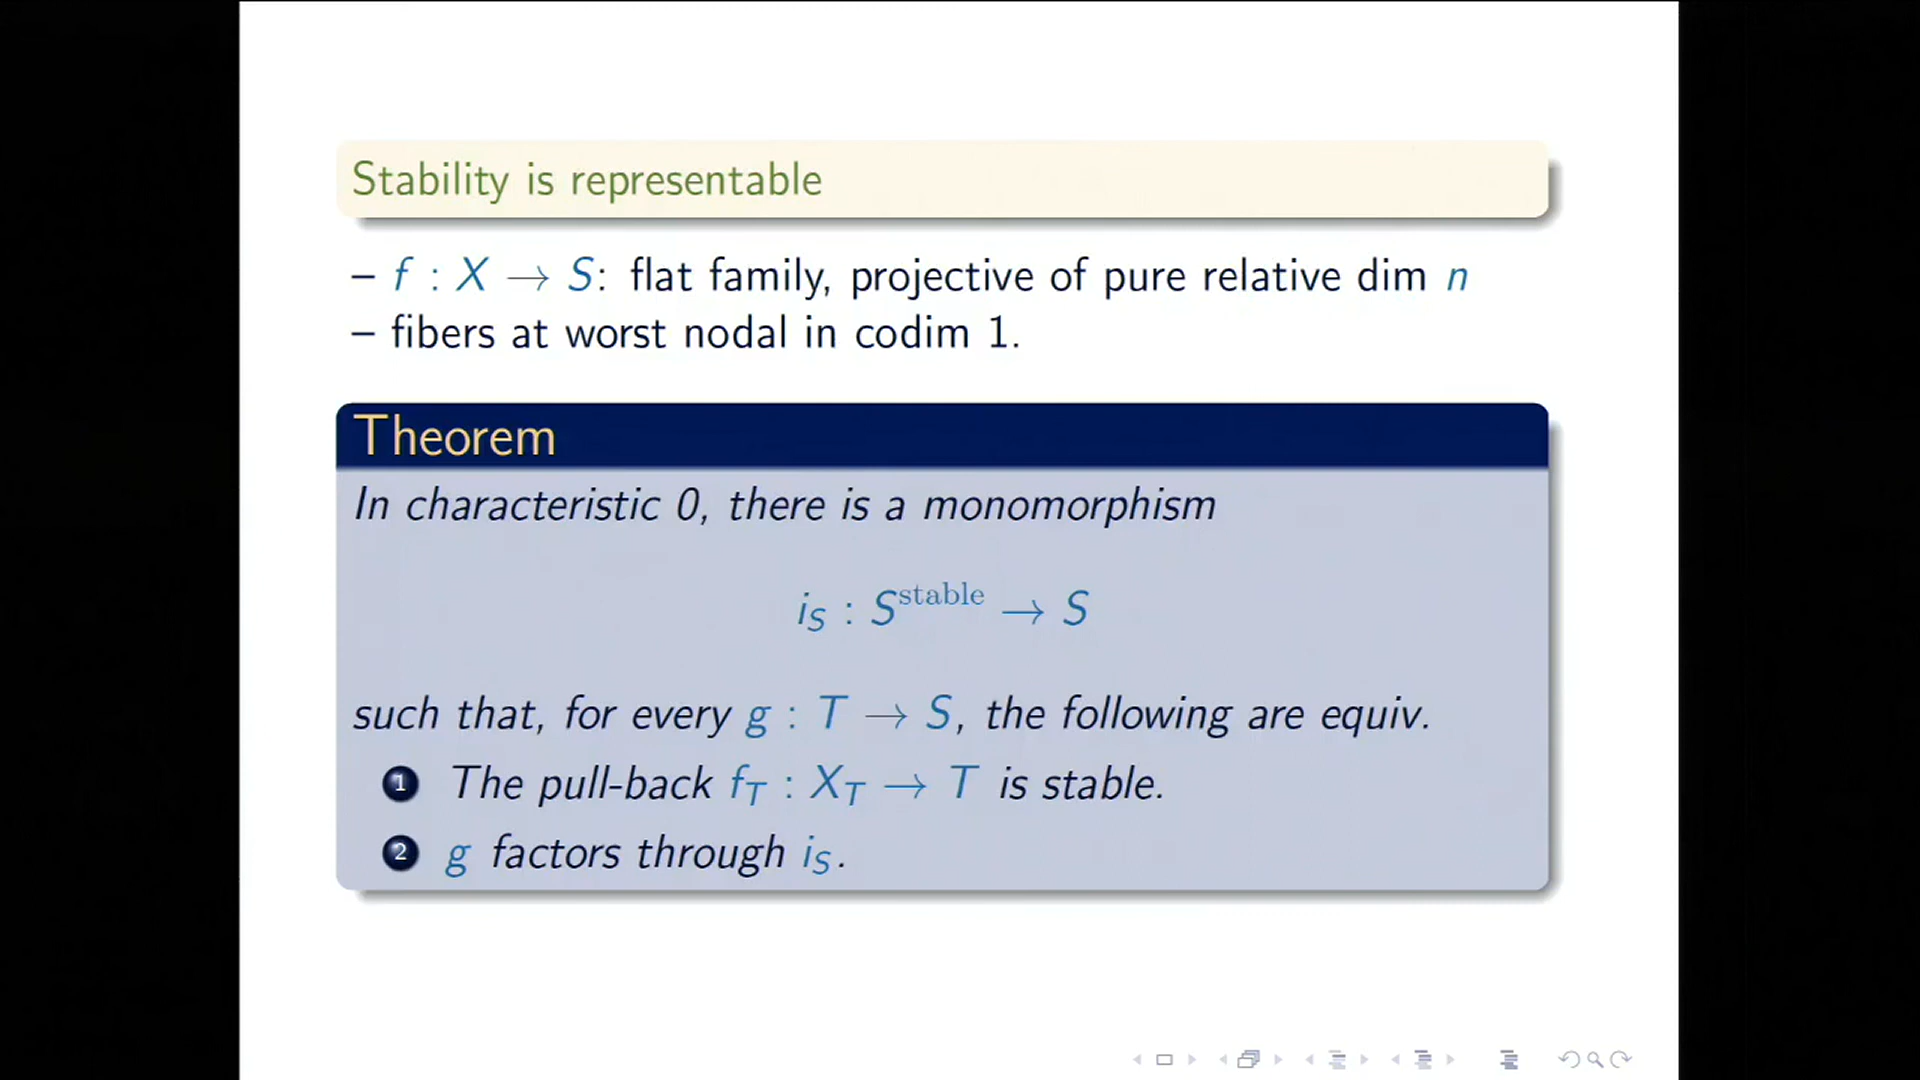 Stability is representable
– f : X → S: flat family, projective of pure relative dim n
– fibers at worst nodal in codim 1.
Theorem
In characteristic 0, there is a monomorphism
i_S : S^stable → S
such that, for every g : T → S, the following are equiv.
1 The pull-back f_T : X_T → T is stable.
2 g factors through i_S.